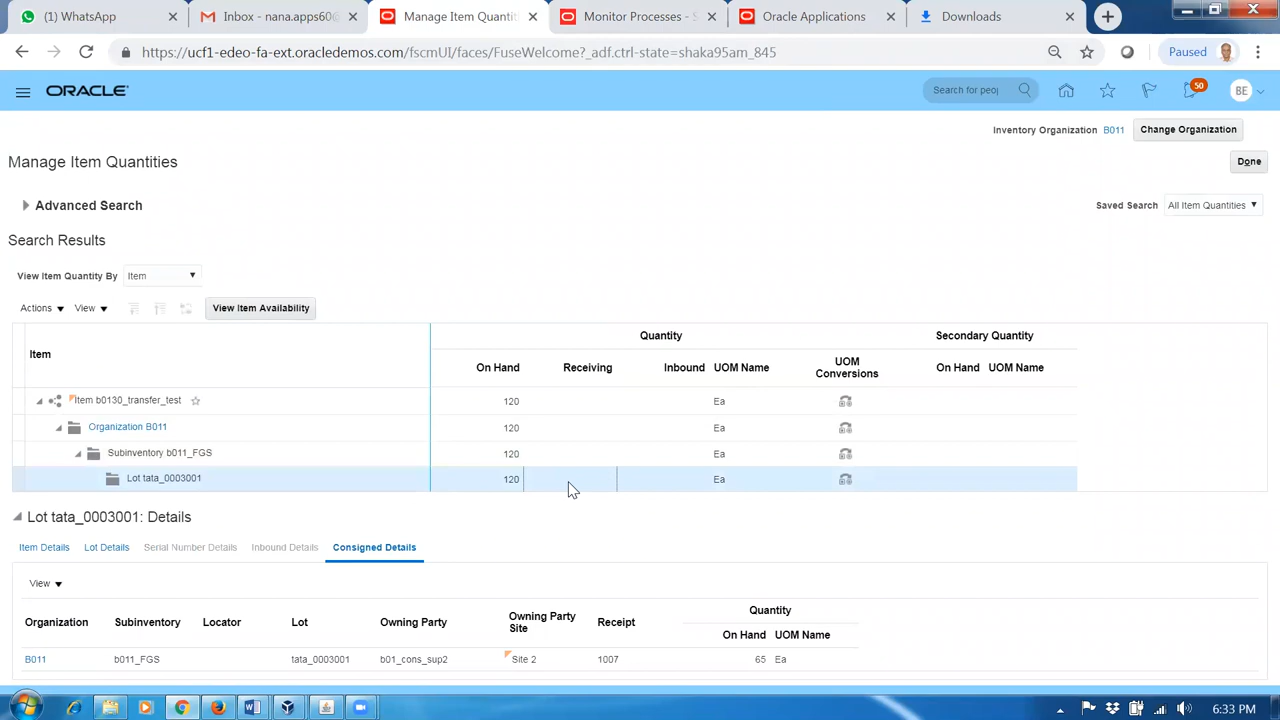 WhatsApp
Inbox - nana.apps60@
Manage Item Quantit
Monitor Processes - S
Oracle Applications
Downloads
https://ucf1-edeo-fa-ext.oracledemos.com/fscmUI/faces/FuseWelcome?_adf.ctrl-state=shaka95am_845
Paused
ORACLE
Search for peop
50
BE
Inventory Organization B011 Change Organization
Manage Item Quantities
Done
Advanced Search
Saved Search All Item Quantities
Search Results
View Item Quantity By Item
Actions View View Item Availability
Quantity Secondary Quantity
Item
On Hand Receiving Inbound UOM Name UOM Conversions On Hand UOM Name
Item b0130_transfer_test 120 Ea
Organization B011 120 Ea
Subinventory b011_FGS 120 Ea
Lot tata_0003001 120 Ea
Lot tata_0003001: Details
Item Details Lot Details Serial Number Details Inbound Details Consigned Details
View
Quantity
Organization Subinventory Locator Lot Owning Party Owning Party Site Receipt
On Hand UOM Name
B011 b011_FGS tata_0003001 b01_cons_sup2 Site 2 1007 65 Ea
6:33 PM